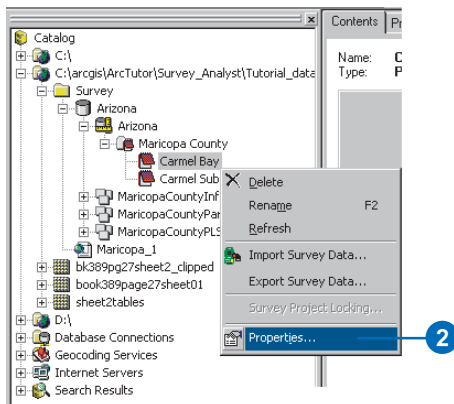 Contents Pr
Catalog
C:\
C:\arcgis\ArcTutor\Survey_Analyst\Tutorial_data
Name: C
Type: P
Survey
Arizona
Arizona
Maricopa County
Carmel Bay
Carmel Sub
MaricopaCountyInf
MaricopaCountyPar
MaricopaCountyPLS
Maricopa_1
bk389pg27sheet2_clipped
book389page27sheet01
sheet2tables
D:\
Database Connections
Geocoding Services
Internet Servers
Search Results
Delete
Rename F2
Refresh
Import Survey Data...
Export Survey Data...
Survey Project Locking...
Properties...
2